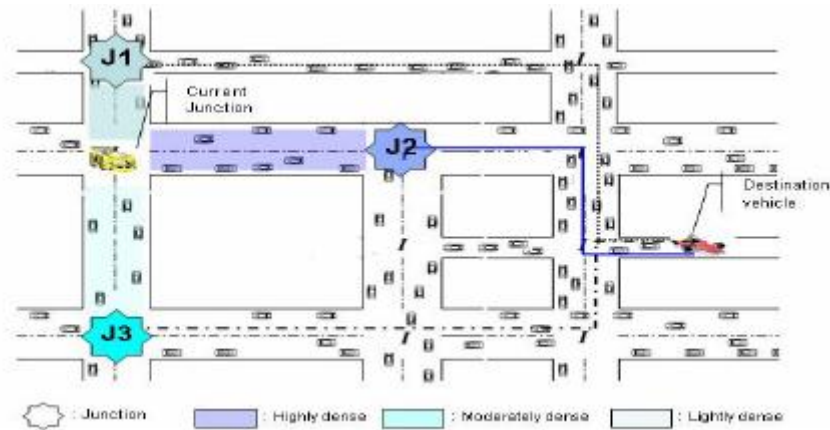 J1
Current
Junction
J2
Destination
vehicle
J3
: Junction
: Highly dense
: Moderately dense
: Lightly dense